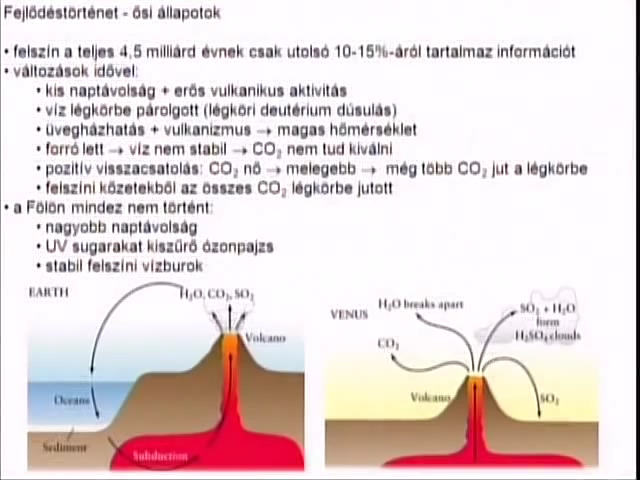 Fejlődéstörténet - ősi állapotok
• felszín a teljes 4,5 milliárd évnek csak utolsó 10-15%-áról tartalmaz információt
• változások idővel:
• kis naptávolság + erős vulkanikus aktivitás
• víz légkörbe párolgott (légköri deutérium dúsulás)
• üvegházhatás + vulkanizmus → magas hőmérséklet
• forró lett → víz nem stabil → CO₂ nem tud kiválni
• pozitív visszacsatolás: CO₂ nő → melegebb → még több CO₂ jut a légkörbe
• felszíni kőzetekből az összes CO₂ légkörbe jutott
• a Fölön mindez nem történt:
• nagyobb naptávolság
• UV sugarakat kiszűrő ózonpajzs
• stabil felszíni vízburok
EARTH
H₂O, CO₂, SO₂
Volcano
Oceans
Sediment
Subduction
VENUS
H₂O breaks apart
SO₂ + H₂O
form
H₂SO₄ clouds
CO₂
Volcano
SO₂